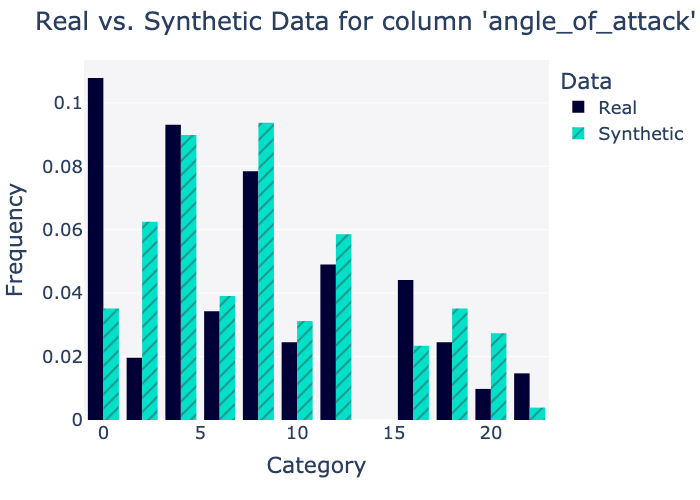 Real vs. Synthetic Data for column 'angle_of_attack'
Data
Real
Synthetic
Frequency
0.1
0.08
0.06
0.04
0.02
0
0 5 10 15 20
Category